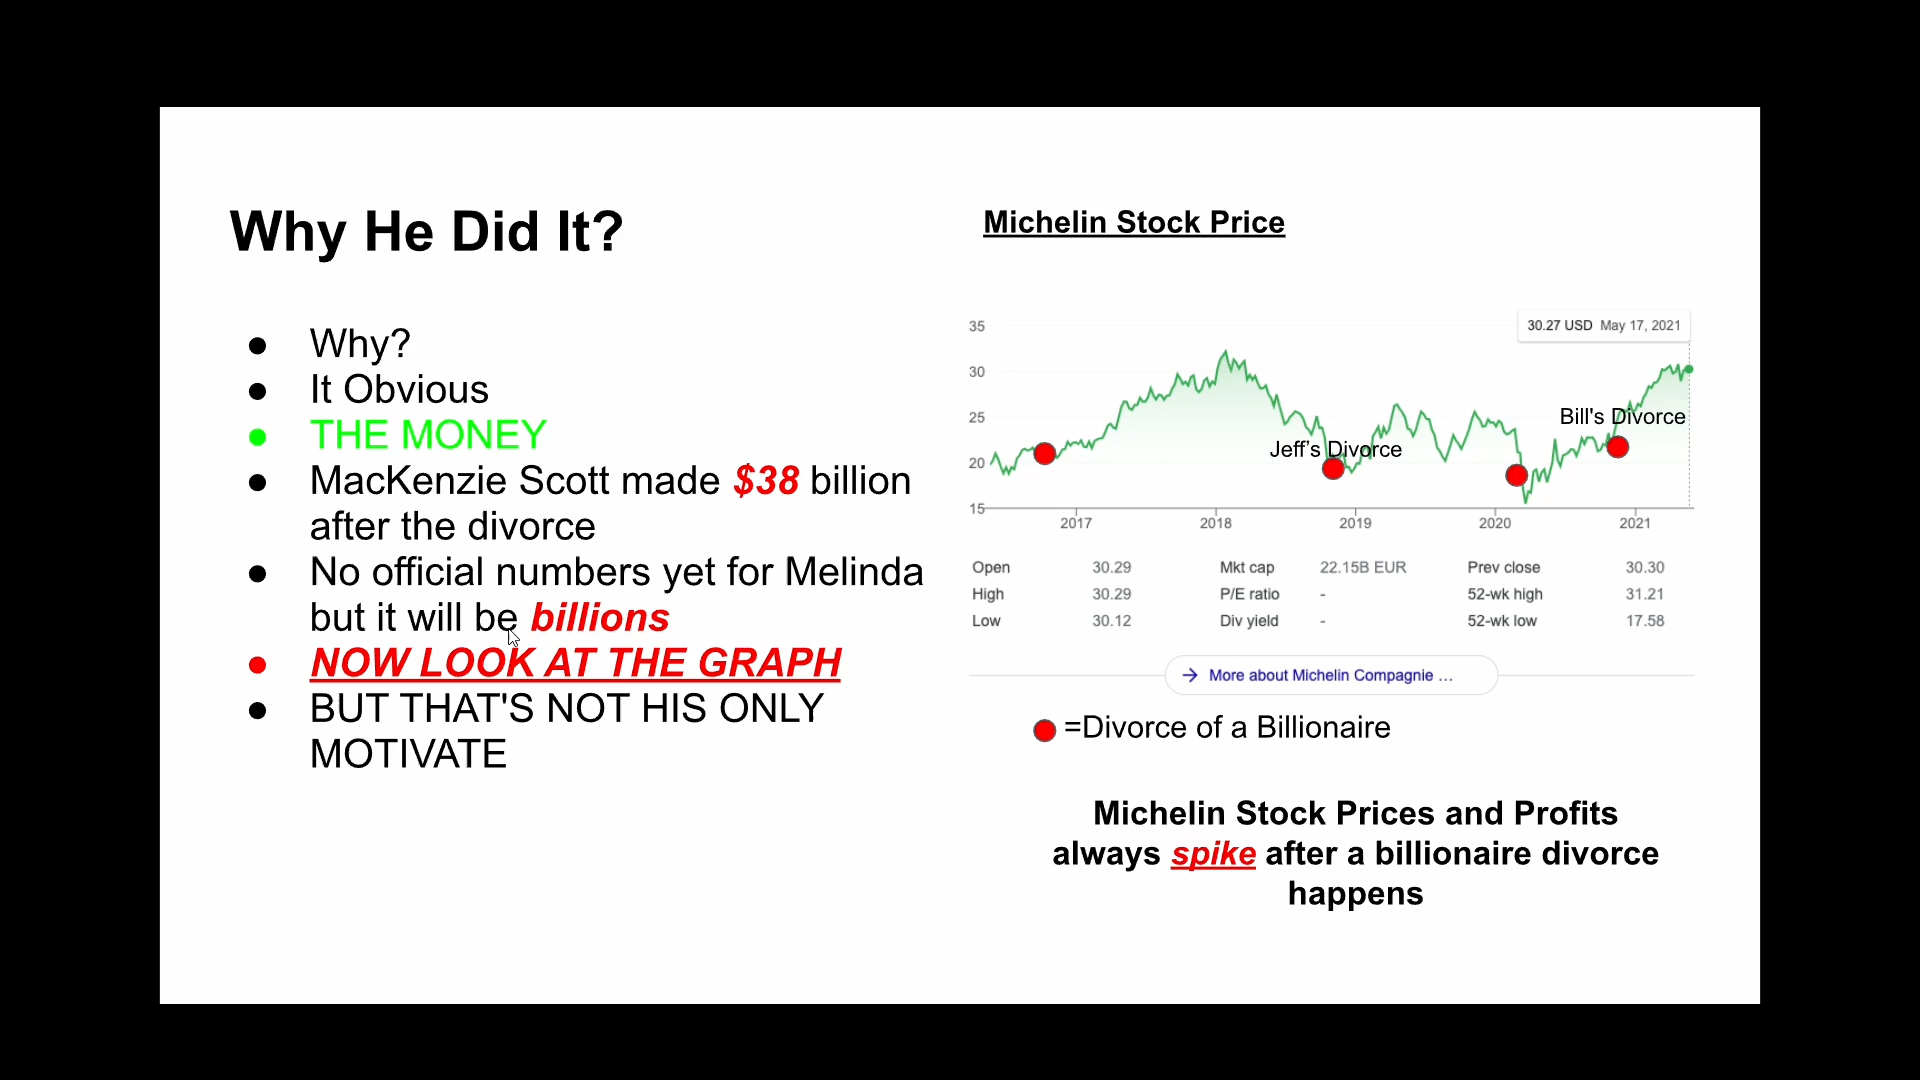 Why He Did It?
Why?
It Obvious
THE MONEY
MacKenzie Scott made $38 billion
after the divorce
No official numbers yet for Melinda
but it will be billions
NOW LOOK AT THE GRAPH
BUT THAT'S NOT HIS ONLY
MOTIVATE
Michelin Stock Price
30.27 USD May 17, 2021
35
30
25
20
15
Bill's Divorce
Jeff's Divorce
2017 2018 2019 2020 2021
Open 30.29 Mkt cap 22.15B EUR Prev close 30.30
High 30.29 P/E ratio - 52-wk high 31.21
Low 30.12 Div yield - 52-wk low 17.58
More about Michelin Compagnie ...
=Divorce of a Billionaire
Michelin Stock Prices and Profits
always spike after a billionaire divorce
happens